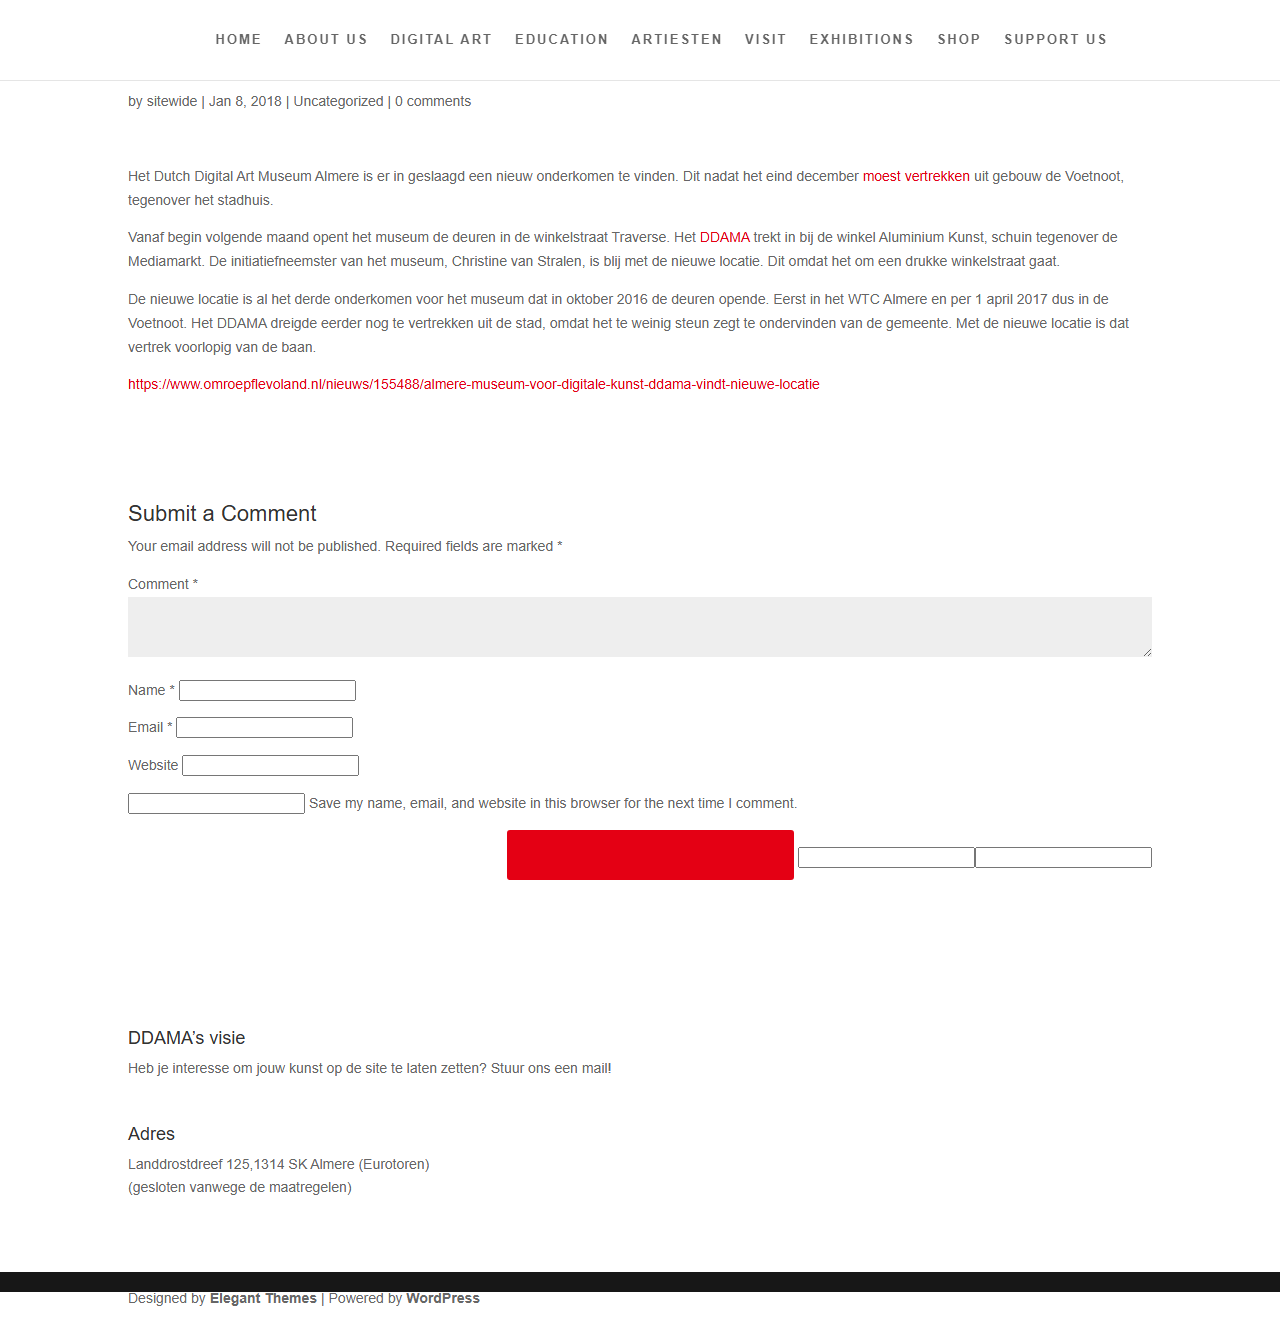 HOME ABOUT US DIGITAL ART EDUCATION ARTIESTEN VISIT EXHIBITIONS SHOP SUPPORT US
by sitewide | Jan 8, 2018 | Uncategorized | 0 comments
Het Dutch Digital Art Museum Almere is er in geslaagd een nieuw onderkomen te vinden. Dit nadat het eind december moest vertrekken uit gebouw de Voetnoot,
tegenover het stadhuis.
Vanaf begin volgende maand opent het museum de deuren in de winkelstraat Traverse. Het DDAMA trekt in bij de winkel Aluminium Kunst, schuin tegenover de
Mediamarkt. De initiatiefneemster van het museum, Christine van Stralen, is blij met de nieuwe locatie. Dit omdat het om een drukke winkelstraat gaat.
De nieuwe locatie is al het derde onderkomen voor het museum dat in oktober 2016 de deuren opende. Eerst in het WTC Almere en per 1 april 2017 dus in de
Voetnoot. Het DDAMA dreigde eerder nog te vertrekken uit de stad, omdat het te weinig steun zegt te ondervinden van de gemeente. Met de nieuwe locatie is dat
vertrek voorlopig van de baan.
https://www.omroepflevoland.nl/nieuws/155488/almere-museum-voor-digitale-kunst-ddama-vindt-nieuwe-locatie
Submit a Comment
Your email address will not be published. Required fields are marked *
Comment *
Name *
Email *
Website
Save my name, email, and website in this browser for the next time I comment.
DDAMA’s visie
Heb je interesse om jouw kunst op de site te laten zetten? Stuur ons een mail!
Adres
Landdrostdreef 125,1314 SK Almere (Eurotoren)
(gesloten vanwege de maatregelen)
Designed by Elegant Themes | Powered by WordPress